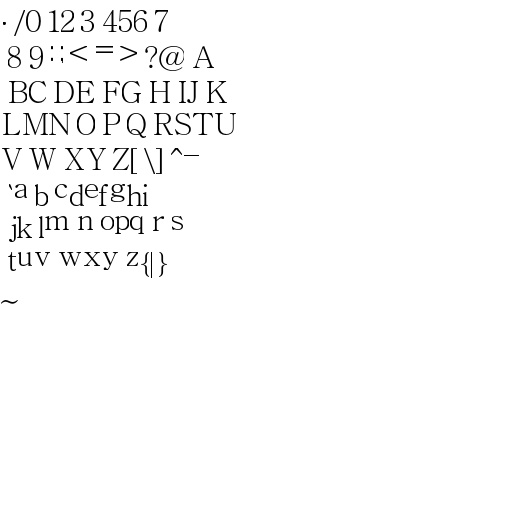 . /0 12 3 456 7
8 9 : ; < = > ?@ A
BC DE FG H IJ K
LMN O P Q RSTU
V W XY Z[ \] ^_
`a b cdefghi
jk lm n opq r s
tuv wxy z{|}
~